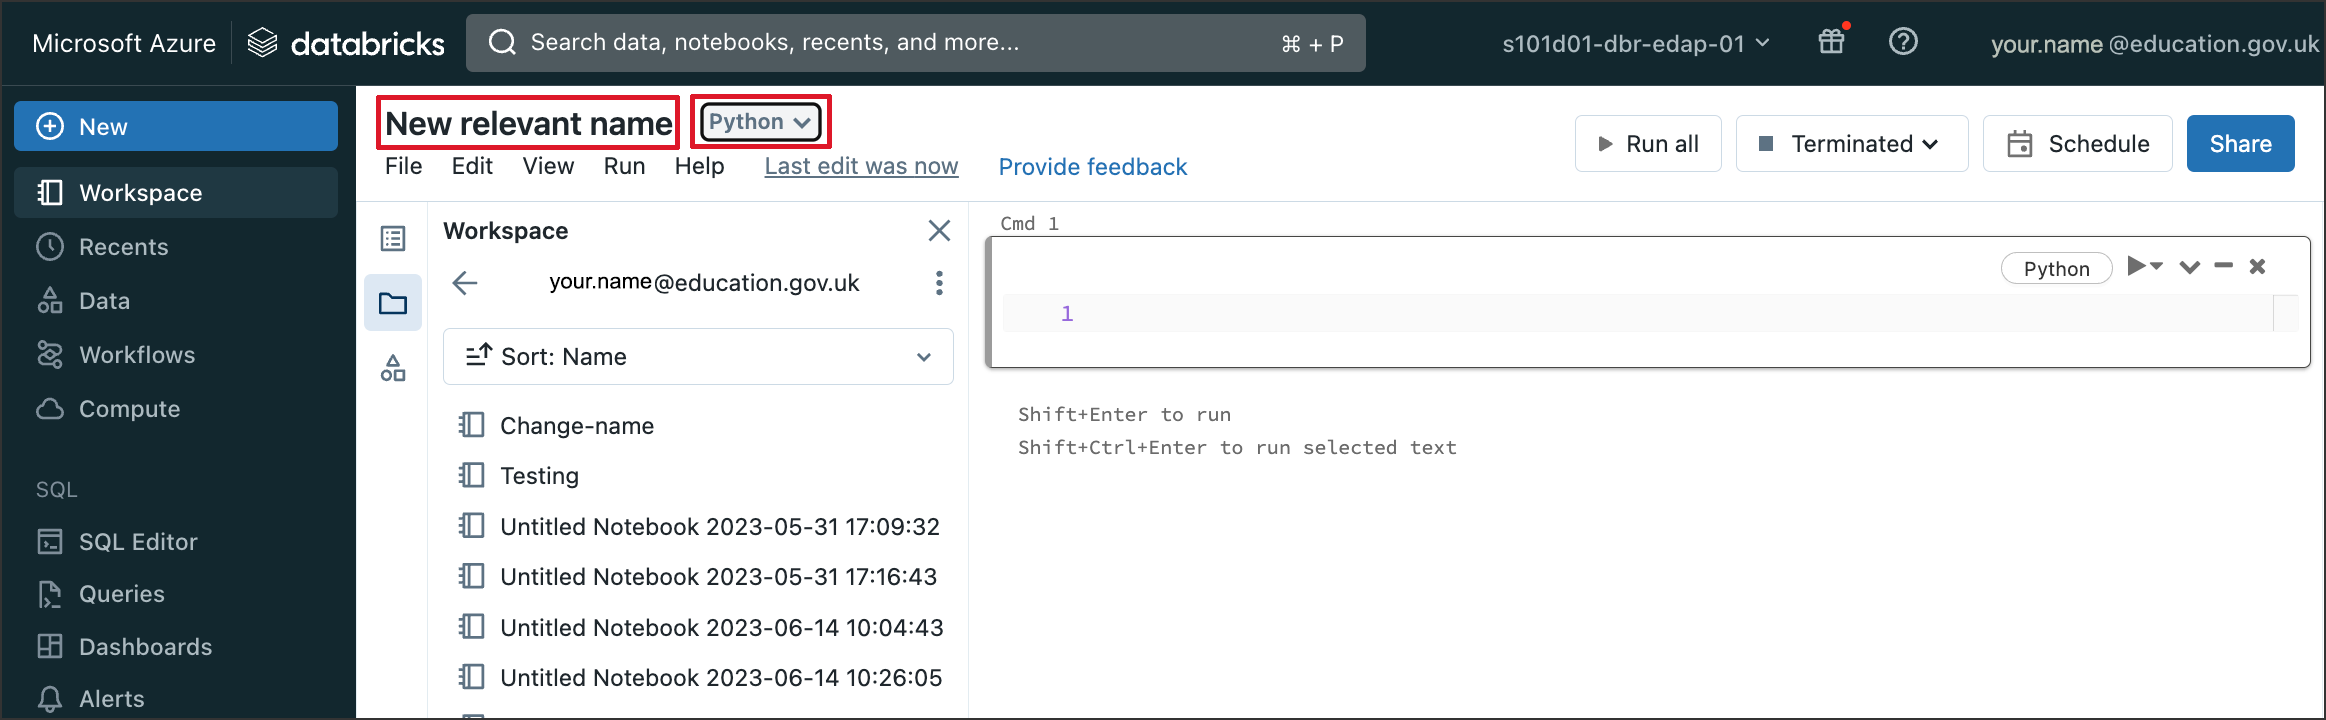 Microsoft Azure databricks Search data, notebooks, recents, and more... ⌘ + P s101d01-dbr-edap-01 your.name @education.gov.uk
New
Workspace
Recents
Data
Workflows
Compute
SQL
SQL Editor
Queries
Dashboards
Alerts
New relevant name Python
File Edit View Run Help Last edit was now Provide feedback
Run all Terminated Schedule Share
Workspace
your.name@education.gov.uk
Sort: Name
Change-name
Testing
Untitled Notebook 2023-05-31 17:09:32
Untitled Notebook 2023-05-31 17:16:43
Untitled Notebook 2023-06-14 10:04:43
Untitled Notebook 2023-06-14 10:26:05
Cmd 1
Python
1
Shift+Enter to run
Shift+Ctrl+Enter to run selected text